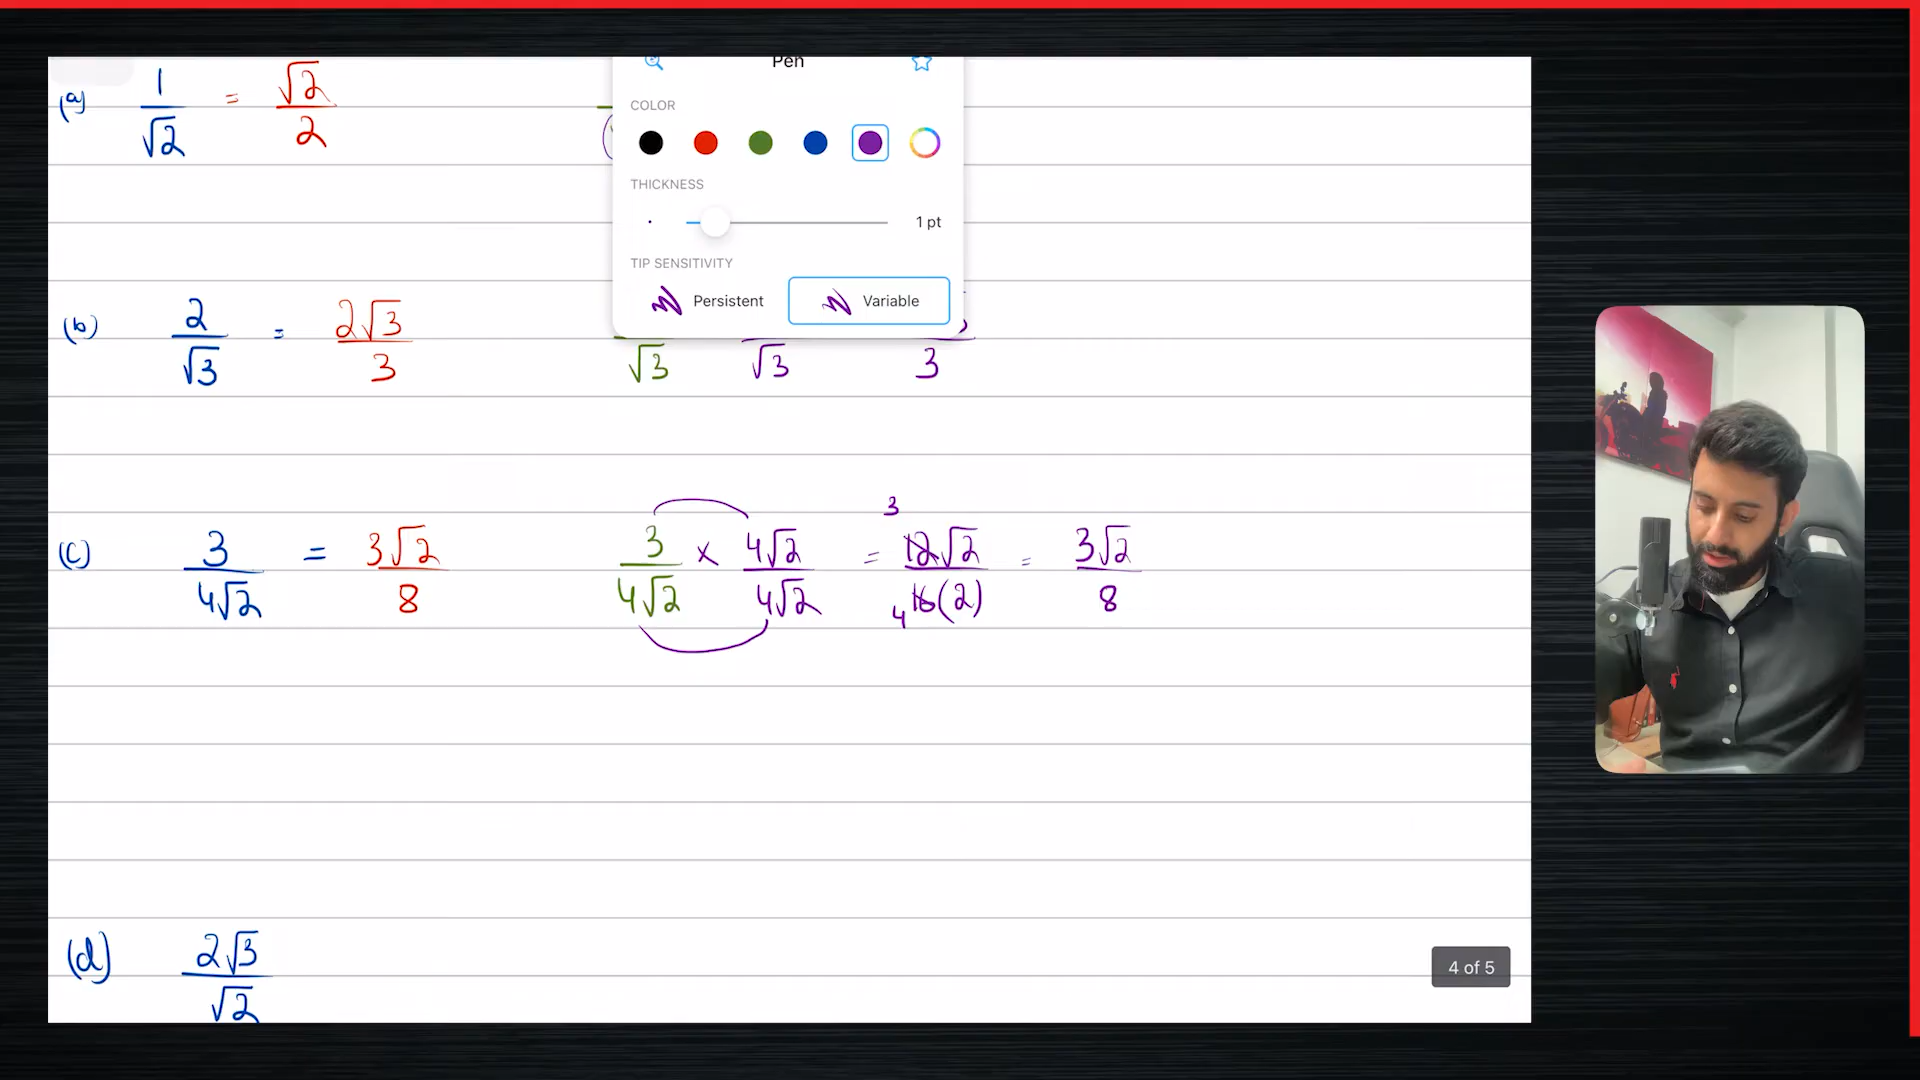 Pen
COLOR
THICKNESS
1 pt
TIP SENSITIVITY
Persistent Variable
(a) 1/√2 = √2/2
(b) 2/√3 = 2√3/3 √3 √3 3
(c) 3/4√2 = 3√2/8 3/4√2 × 4√2/4√2 = 3 12√2/4 16(2) = 3√2/8
(d) 2√3/√2
4 of 5